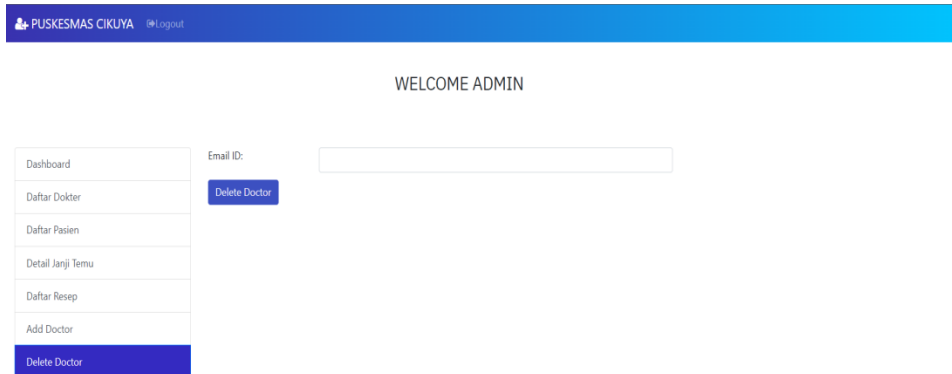 PUSKESMAS CIKUYA Logout
WELCOME ADMIN
Dashboard
Daftar Dokter
Daftar Pasien
Detail Janji Temu
Daftar Resep
Add Doctor
Delete Doctor
Email ID:
Delete Doctor